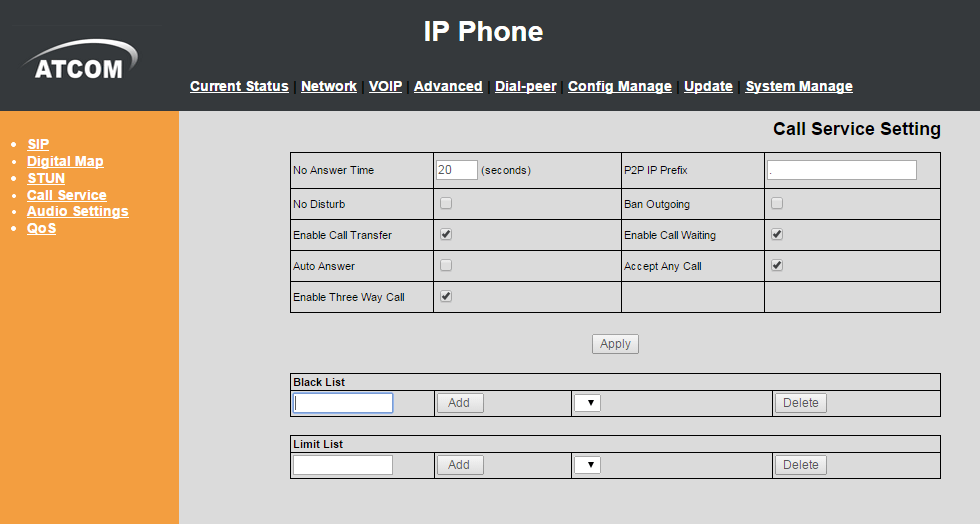 IP Phone
ATCOM
Current Status | Network | VOIP | Advanced | Dial-peer | Config Manage | Update | System Manage
SIP
Digital Map
STUN
Call Service
Audio Settings
QoS
Call Service Setting
No Answer Time 20 (seconds) P2P IP Prefix .
No Disturb Ban Outgoing
Enable Call Transfer Enable Call Waiting
Auto Answer Accept Any Call
Enable Three Way Call
Apply
Black List
Add Delete
Limit List
Add Delete